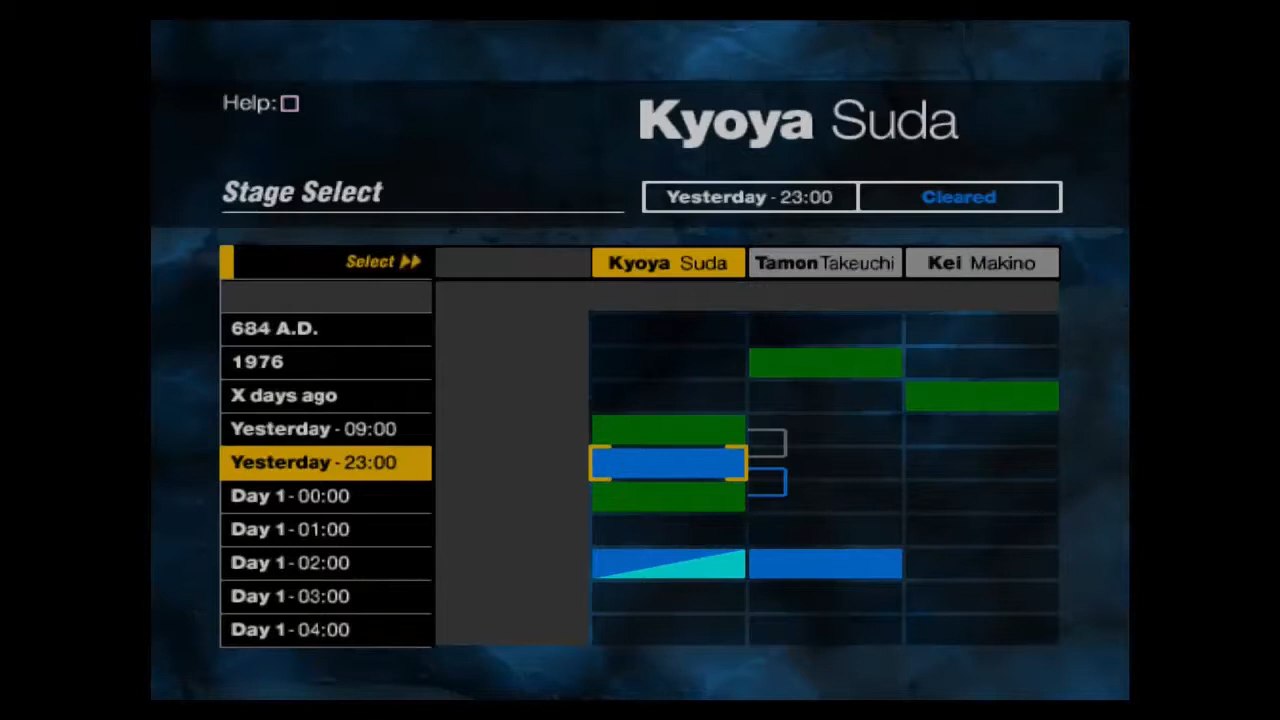 Help:
Kyoya Suda
Stage Select
Yesterday - 23:00 Cleared
Select
Kyoya Suda Tamon Takeuchi Kei Makino
684 A.D.
1976
X days ago
Yesterday - 09:00
Yesterday - 23:00
Day 1 - 00:00
Day 1 - 01:00
Day 1 - 02:00
Day 1 - 03:00
Day 1 - 04:00